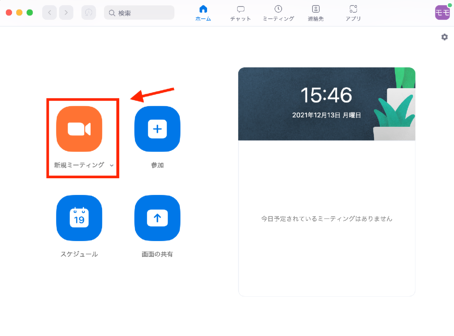 検索
ホーム
チャット
ミーティング
連絡先
アプリ
モモ
新規ミーティング
参加
19
スケジュール
画面の共有
15:46
2021年12月13日 月曜日
今日予定されているミーティングはありません